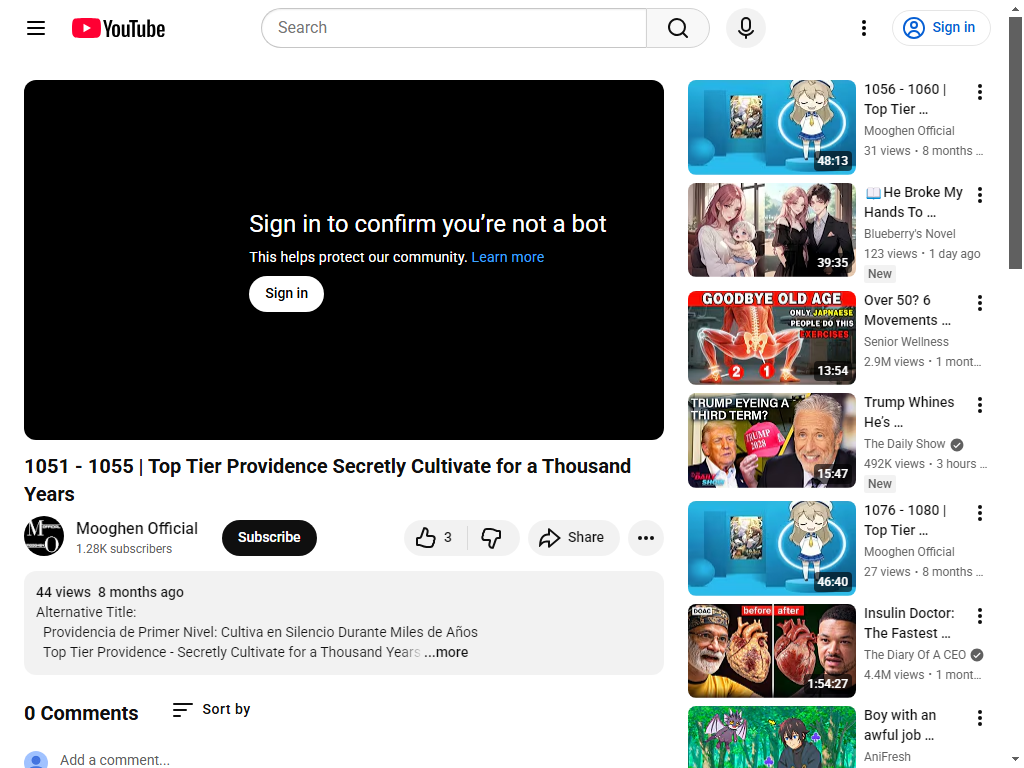 YouTube
Search
Sign in
Sign in to confirm you’re not a bot
This helps protect our community. Learn more
Sign in
1051 - 1055 | Top Tier Providence Secretly Cultivate for a Thousand
Years
Mooghen Official
1.28K subscribers
Subscribe
3
Share
44 views 8 months ago
Alternative Title:
Providencia de Primer Nivel: Cultiva en Silencio Durante Miles de Años
Top Tier Providence - Secretly Cultivate for a Thousand Years ...more
0 Comments
Sort by
Add a comment...
48:13
1056 - 1060 |
Top Tier ...
Mooghen Official
31 views • 8 months ...
39:35
📖He Broke My
Hands To ...
Blueberry's Novel
123 views • 1 day ago
New
GOODBYE OLD AGE
ONLY JAPNAESE
PEOPLE DO THIS
EXERCISES
2
1
13:54
Over 50? 6
Movements ...
Senior Wellness
2.9M views • 1 mont...
TRUMP EYEING A
THIRD TERM?
TRUMP
2028
15:47
Trump Whines
He’s ...
The Daily Show
492K views • 3 hours ...
New
46:40
1076 - 1080 |
Top Tier ...
Mooghen Official
27 views • 8 months ...
DOAC
before
after
1:54:27
Insulin Doctor:
The Fastest ...
The Diary Of A CEO
4.4M views • 1 mont...
Boy with an
awful job ...
AniFresh